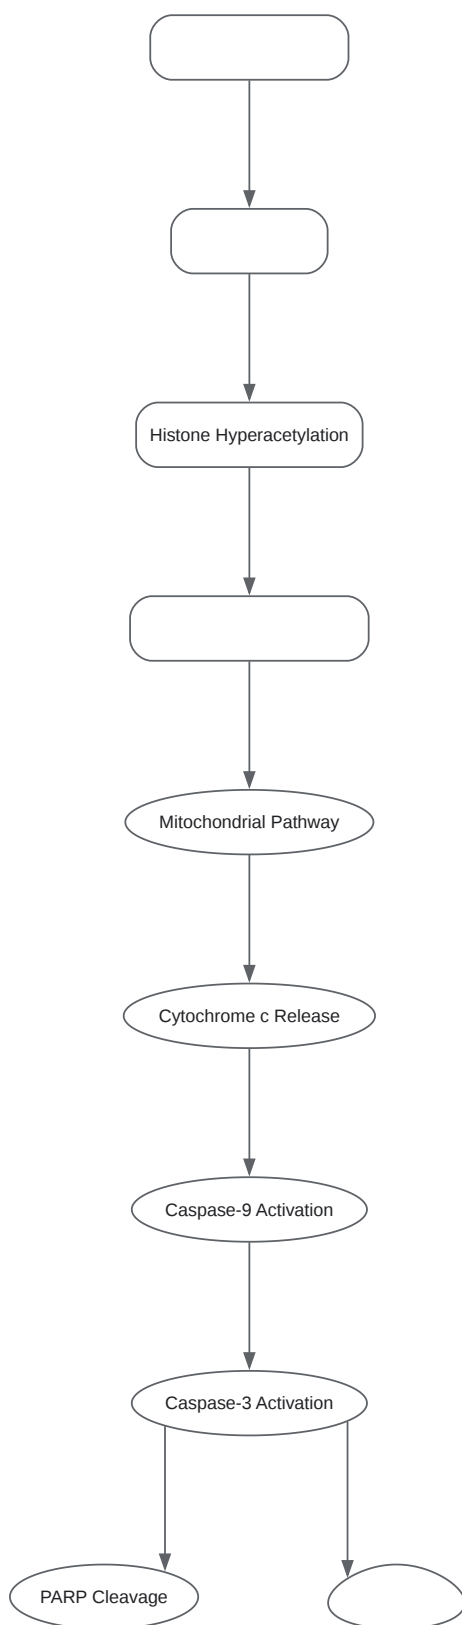 Histone Hyperacetylation
Mitochondrial Pathway
Cytochrome c Release
Caspase-9 Activation
Caspase-3 Activation
PARP Cleavage